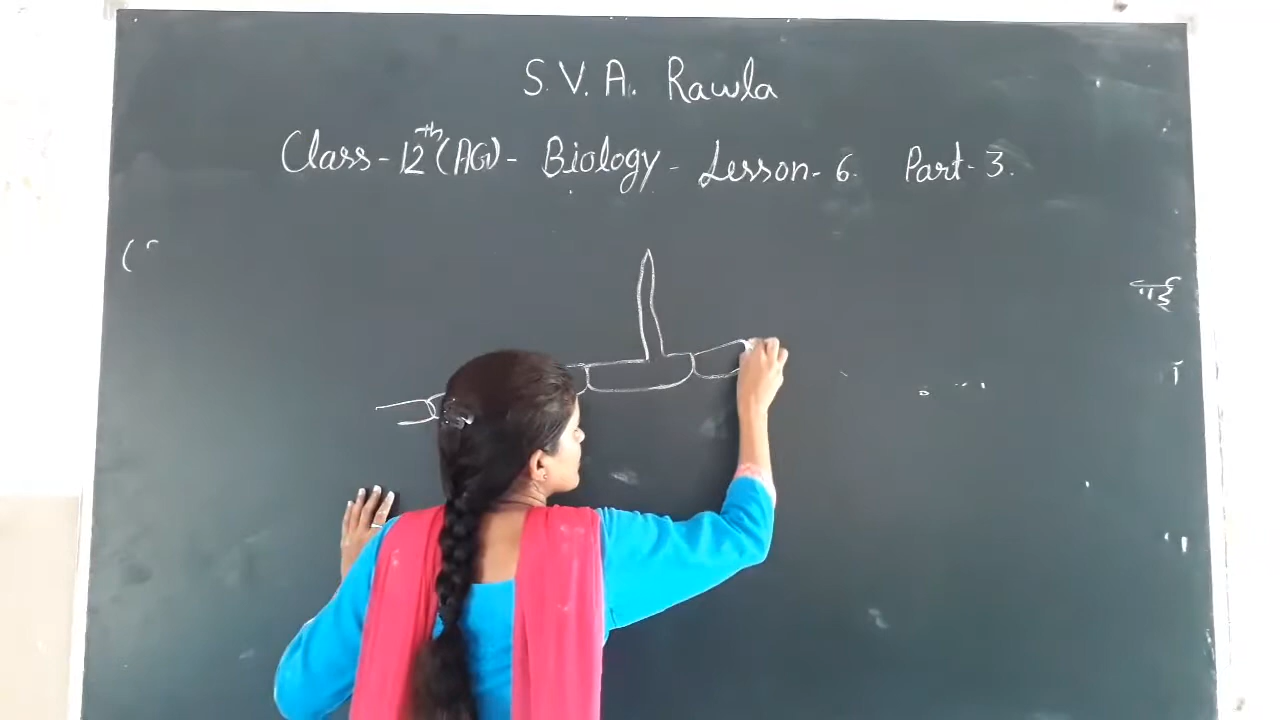 S.V.A. Rawla
Class-12th (AG)- Biology - Lesson-6. Part-3.